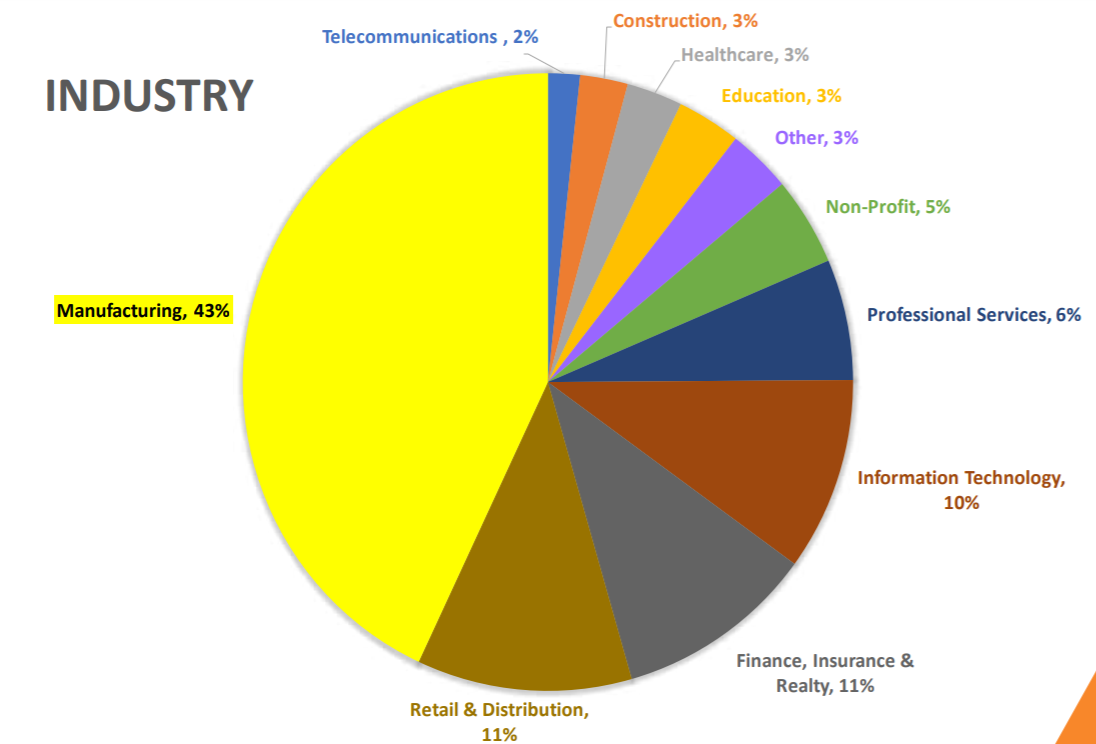 INDUSTRY
Telecommunications , 2%
Construction, 3%
Healthcare, 3%
Education, 3%
Other, 3%
Non-Profit, 5%
Professional Services, 6%
Information Technology,
10%
Finance, Insurance &
Realty, 11%
Retail & Distribution,
11%
Manufacturing, 43%